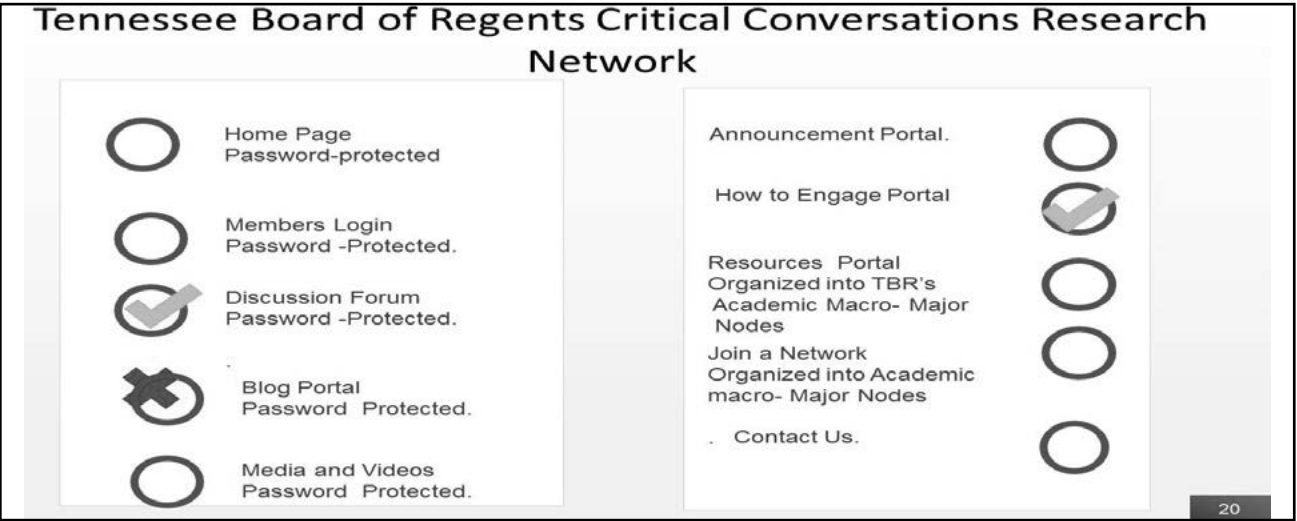 Tennessee Board of Regents Critical Conversations Research
Network
Home Page
Password-protected
Members Login
Password -Protected.
Discussion Forum
Password -Protected.
.
Blog Portal
Password Protected.
Media and Videos
Password Protected.
Announcement Portal.
How to Engage Portal
Resources Portal
Organized into TBR's
Academic Macro- Major
Nodes
Join a Network
Organized into Academic
macro- Major Nodes
. Contact Us.
20